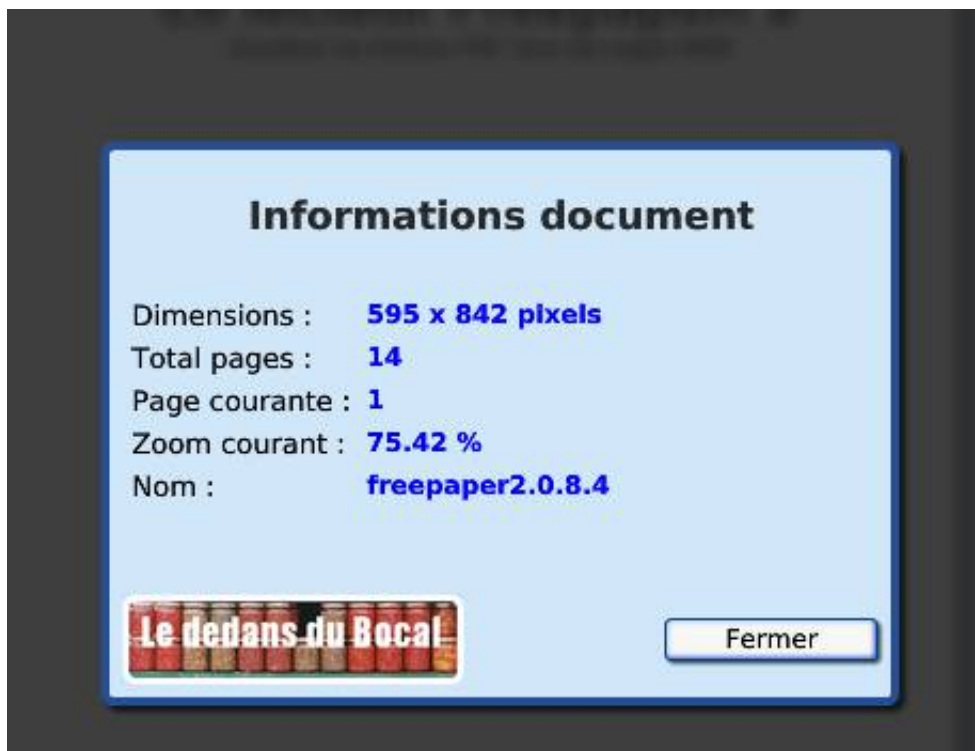 Informations document
Dimensions : 595 x 842 pixels
Total pages : 14
Page courante : 1
Zoom courant : 75.42 %
Nom : freepaper2.0.8.4
Le dedans du Bocal
Fermer